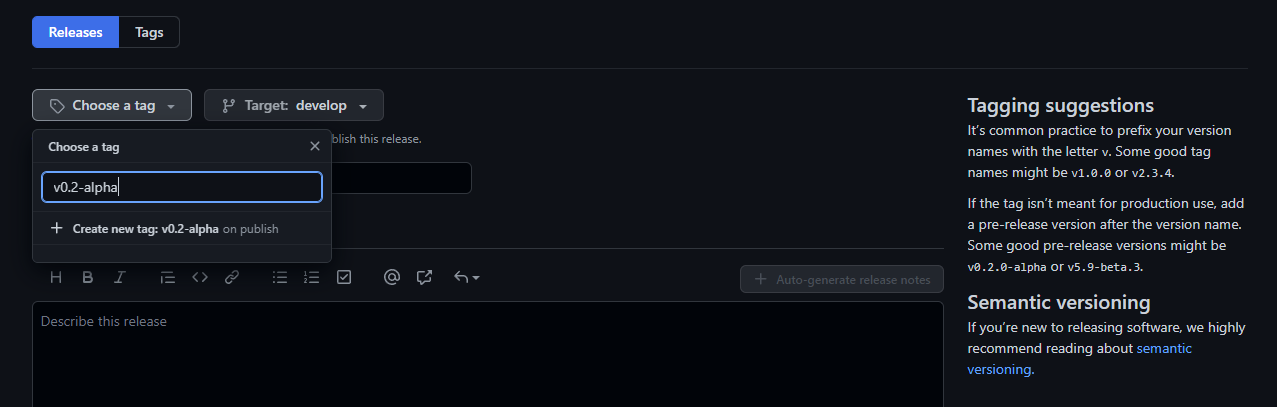 Releases
Tags
Choose a tag
Target: develop
blish this release.
Choose a tag
v0.2-alpha
Create new tag: v0.2-alpha on publish
H B I
Auto-generate release notes
Describe this release
Tagging suggestions
It's common practice to prefix your version
names with the letter v. Some good tag
names might be v1.0.0 or v2.3.4.
If the tag isn't meant for production use, add
a pre-release version after the version name.
Some good pre-release versions might be
v0.2.0-alpha or v5.9-beta.3.
Semantic versioning
If you're new to releasing software, we highly
recommend reading about semantic
versioning.